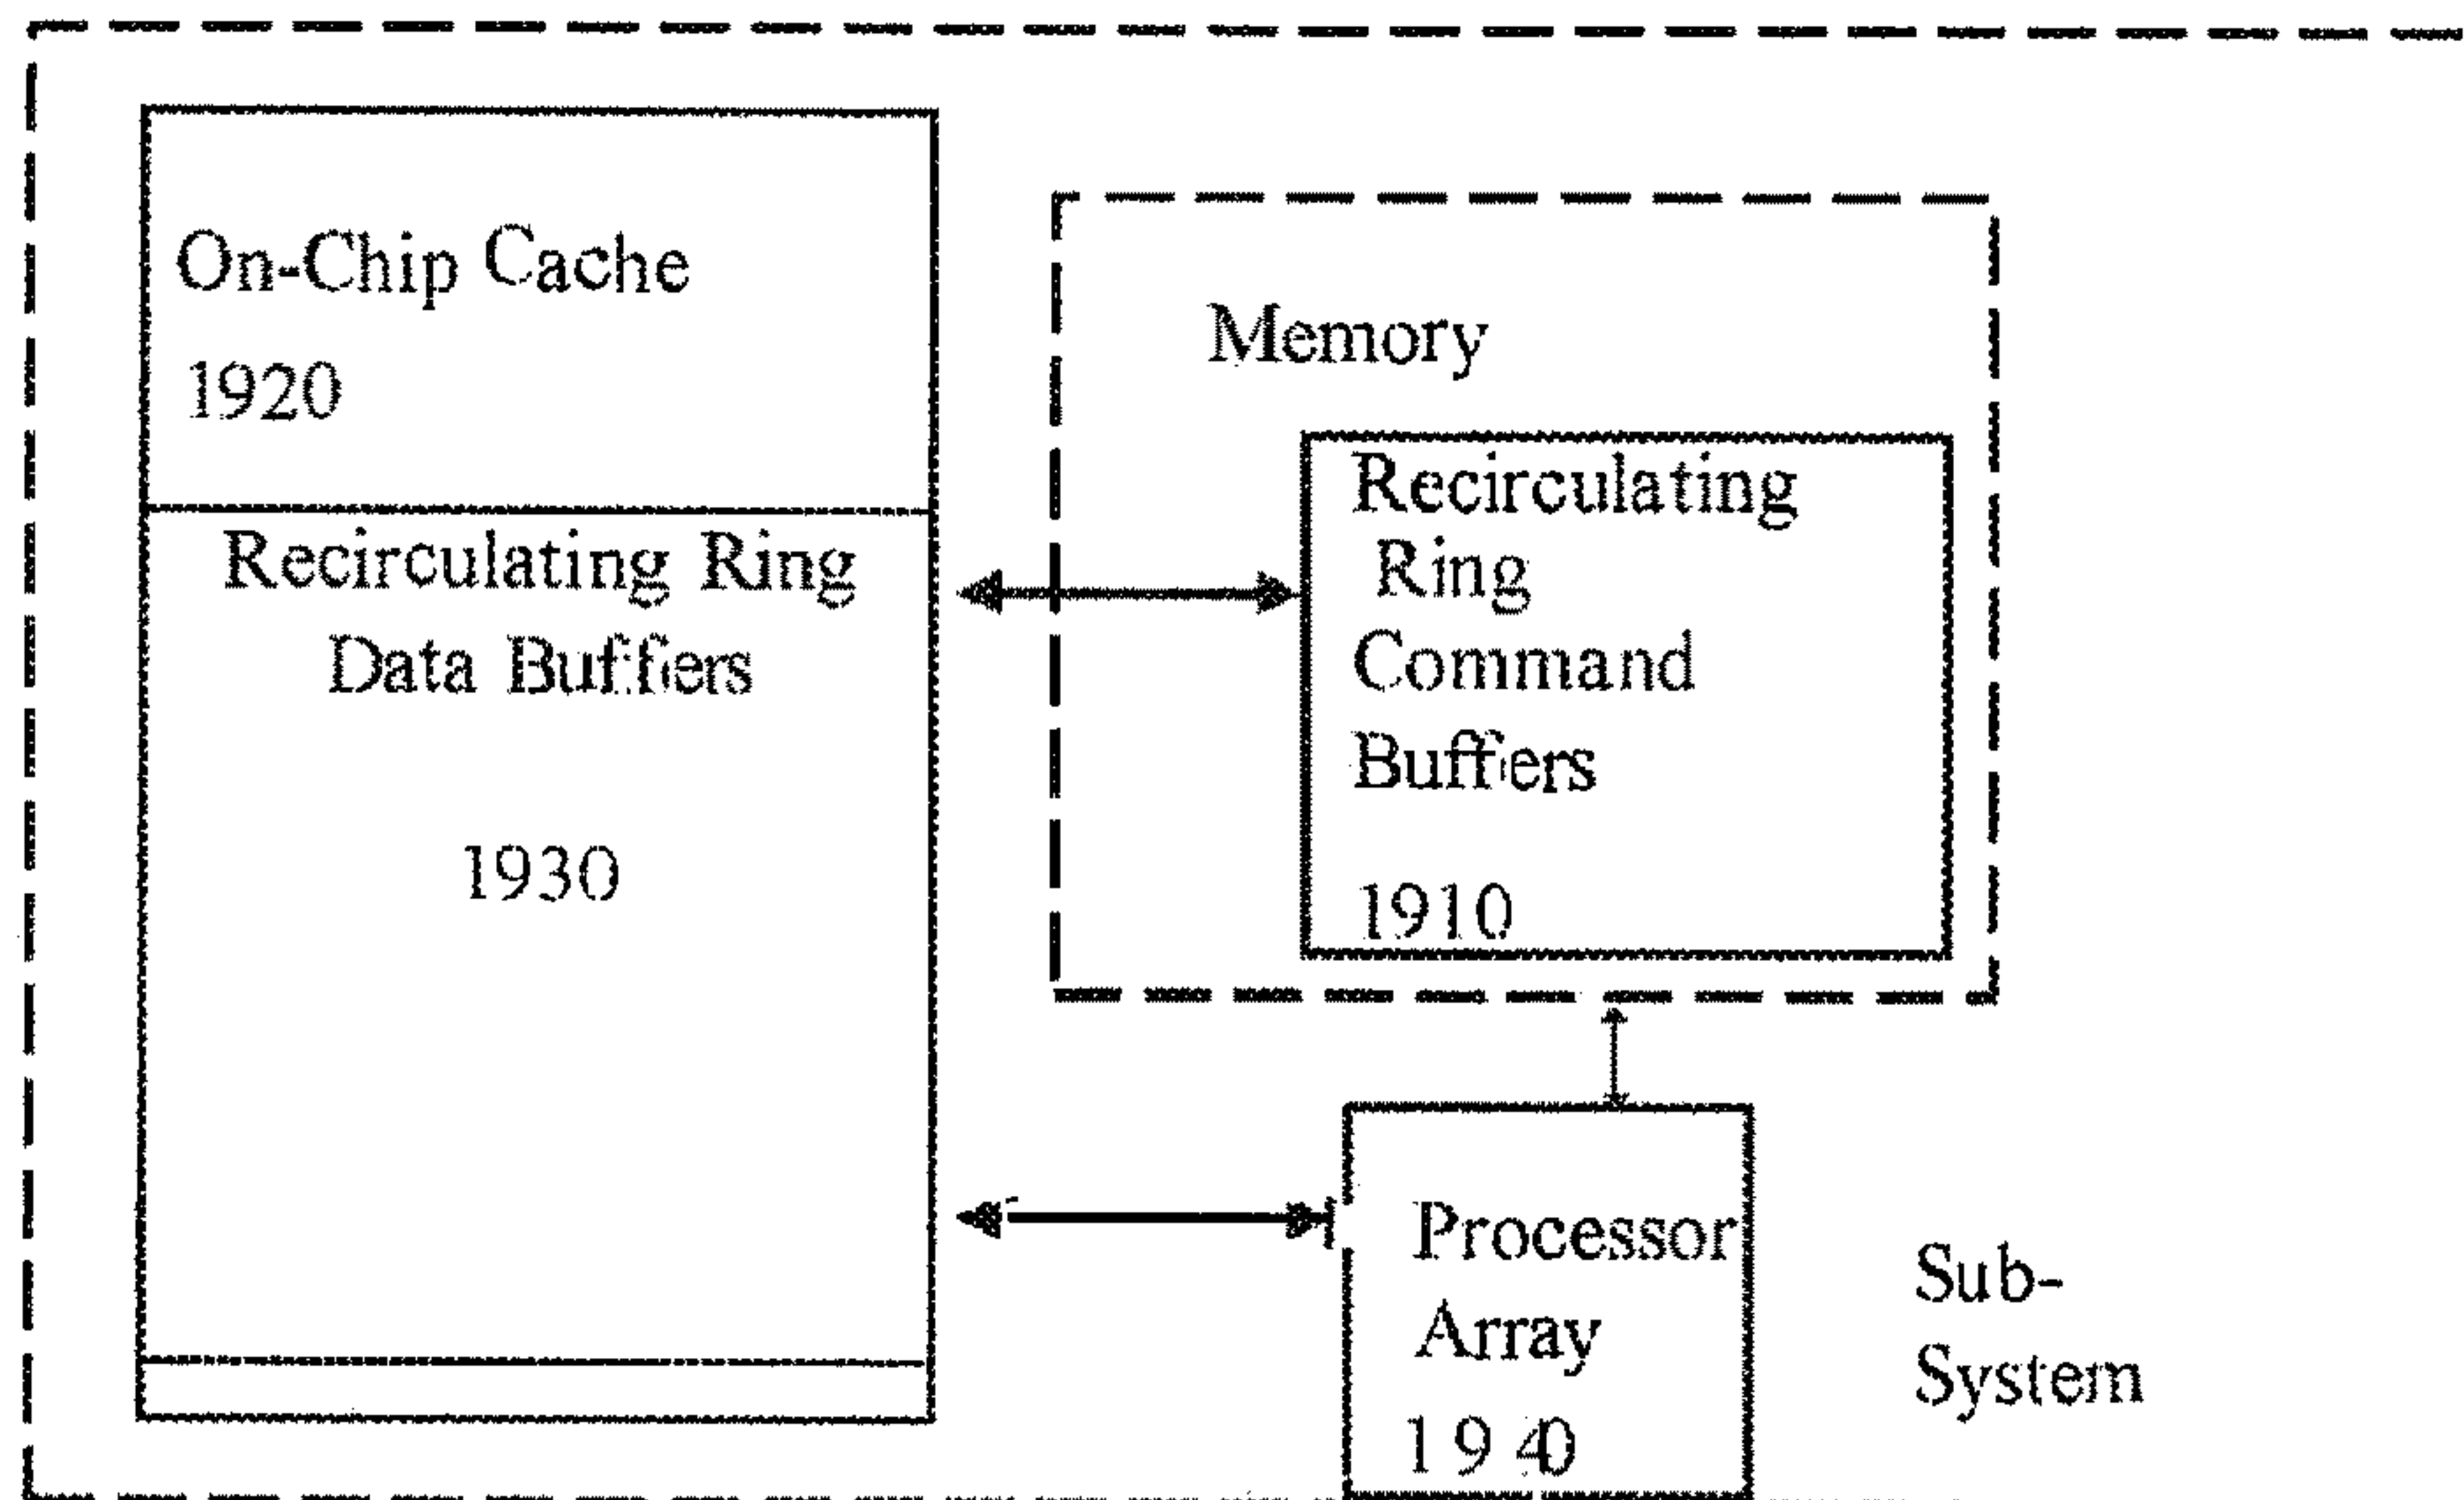 On-Chip Cache
1920
Recirculating Ring
Data Buffers
1930
Memory
Recirculating
Ring
Command
Buffers
1910
Processor
Array
1940
Sub-
System